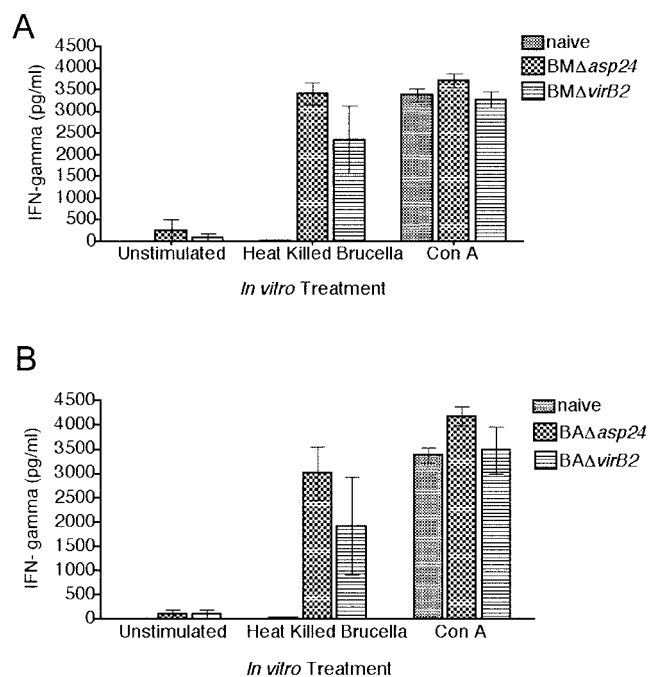 A
IFN-gamma (pg/ml)
4500
4000
3500
3000
2500
2000
1500
1000
500
0
Unstimulated Heat Killed Brucella Con A
In vitro Treatment
naive
BMΔasp24
BMΔvirB2
B
IFN- gamma (pg/ml)
4500
4000
3500
3000
2500
2000
1500
1000
500
0
Unstimulated Heat Killed Brucella Con A
In vitro Treatment
naive
BAΔasp24
BAΔvirB2